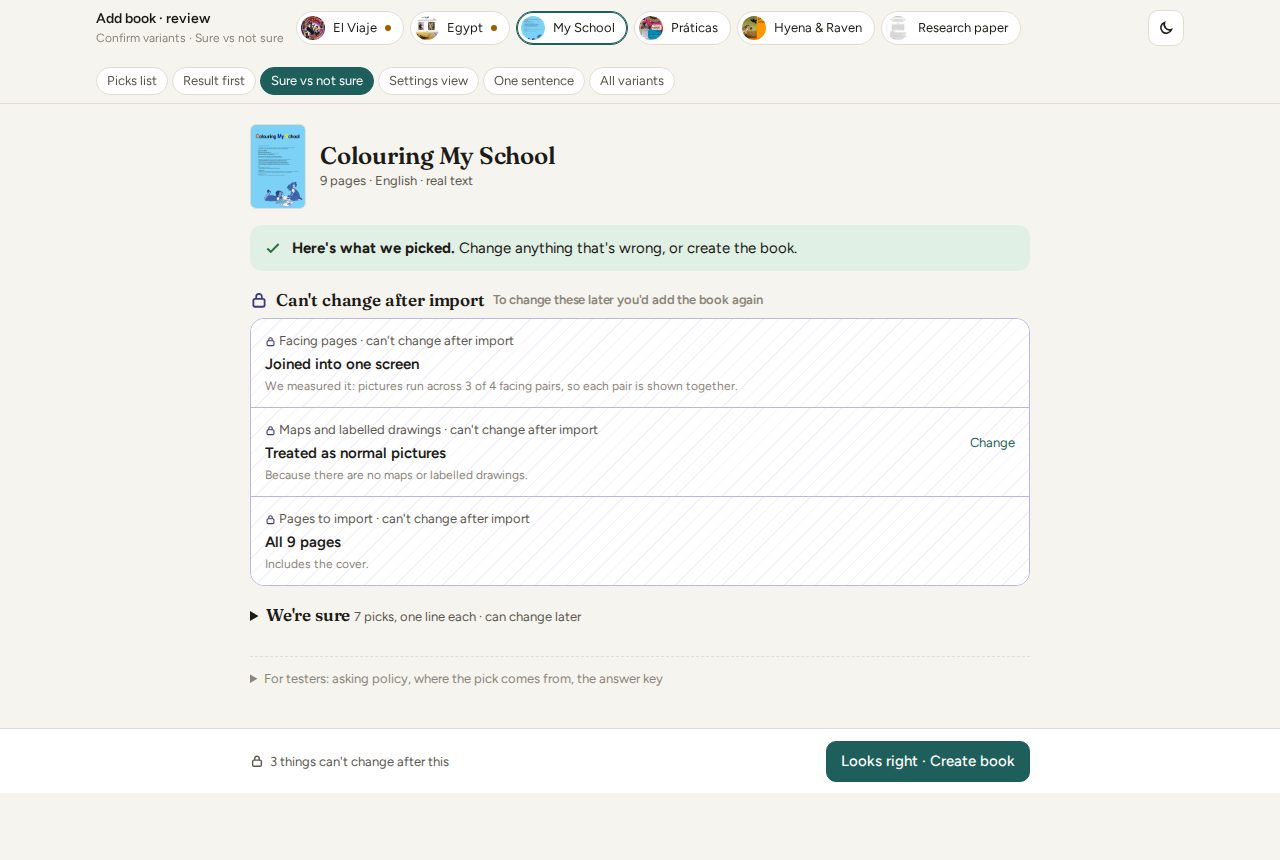 Add book · review
Confirm variants · Sure vs not sure
El Viaje
Egypt
My School
Práticas
Hyena & Raven
Research paper
Picks list
Result first
Sure vs not sure
Settings view
One sentence
All variants
Colouring My School
Colouring My School
9 pages · English · real text
Here's what we picked. Change anything that's wrong, or create the book.
Can't change after import To change these later you'd add the book again
Facing pages · can't change after import
Joined into one screen
We measured it: pictures run across 3 of 4 facing pairs, so each pair is shown together.
Maps and labelled drawings · can't change after import
Treated as normal pictures
Change
Because there are no maps or labelled drawings.
Pages to import · can't change after import
All 9 pages
Includes the cover.
We're sure 7 picks, one line each · can change later
For testers: asking policy, where the pick comes from, the answer key
3 things can't change after this
Looks right · Create book